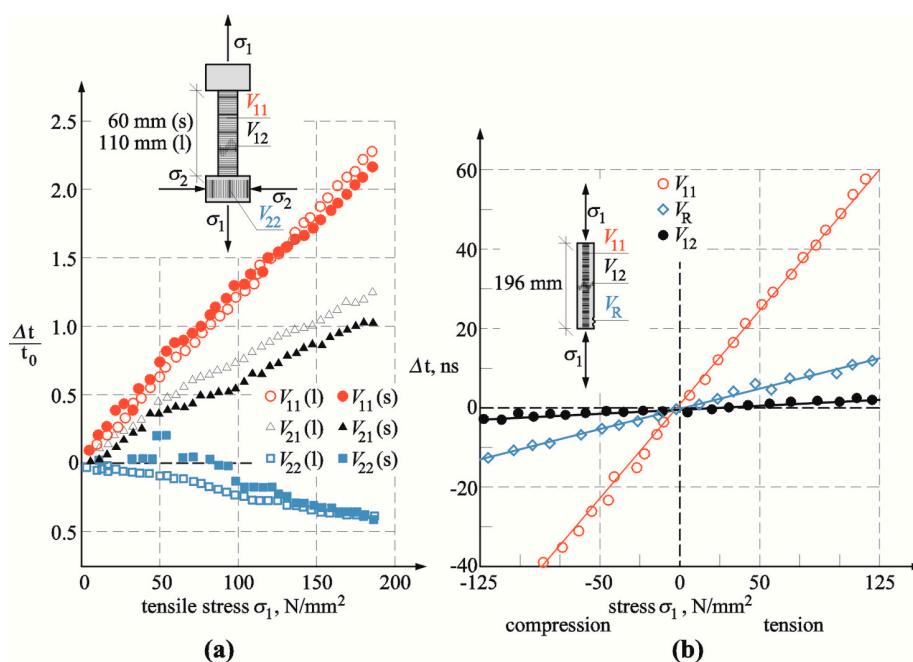 σ₁
V₁₁
60 mm (s)
110 mm (l)
V₁₂
σ₂
σ₂
σ₁
V₂₂
2.5
2.0
1.5
1.0
0.5
0
0.5
Δt
t₀
V₁₁(l) V₁₁(s)
V₂₁(l) V₂₁(s)
V₂₂(l) V₂₂(s)
0 50 100 150 200
tensile stress σ₁, N/mm²
(a)
60
40
20
0
-20
-40
Δt, ns
V₁₁
V_R
V₁₂
σ₁
V₁₁
196 mm
V₁₂
V_R
σ₁
-125 -50 0 50 125
stress σ₁, N/mm²
compression tension
(b)